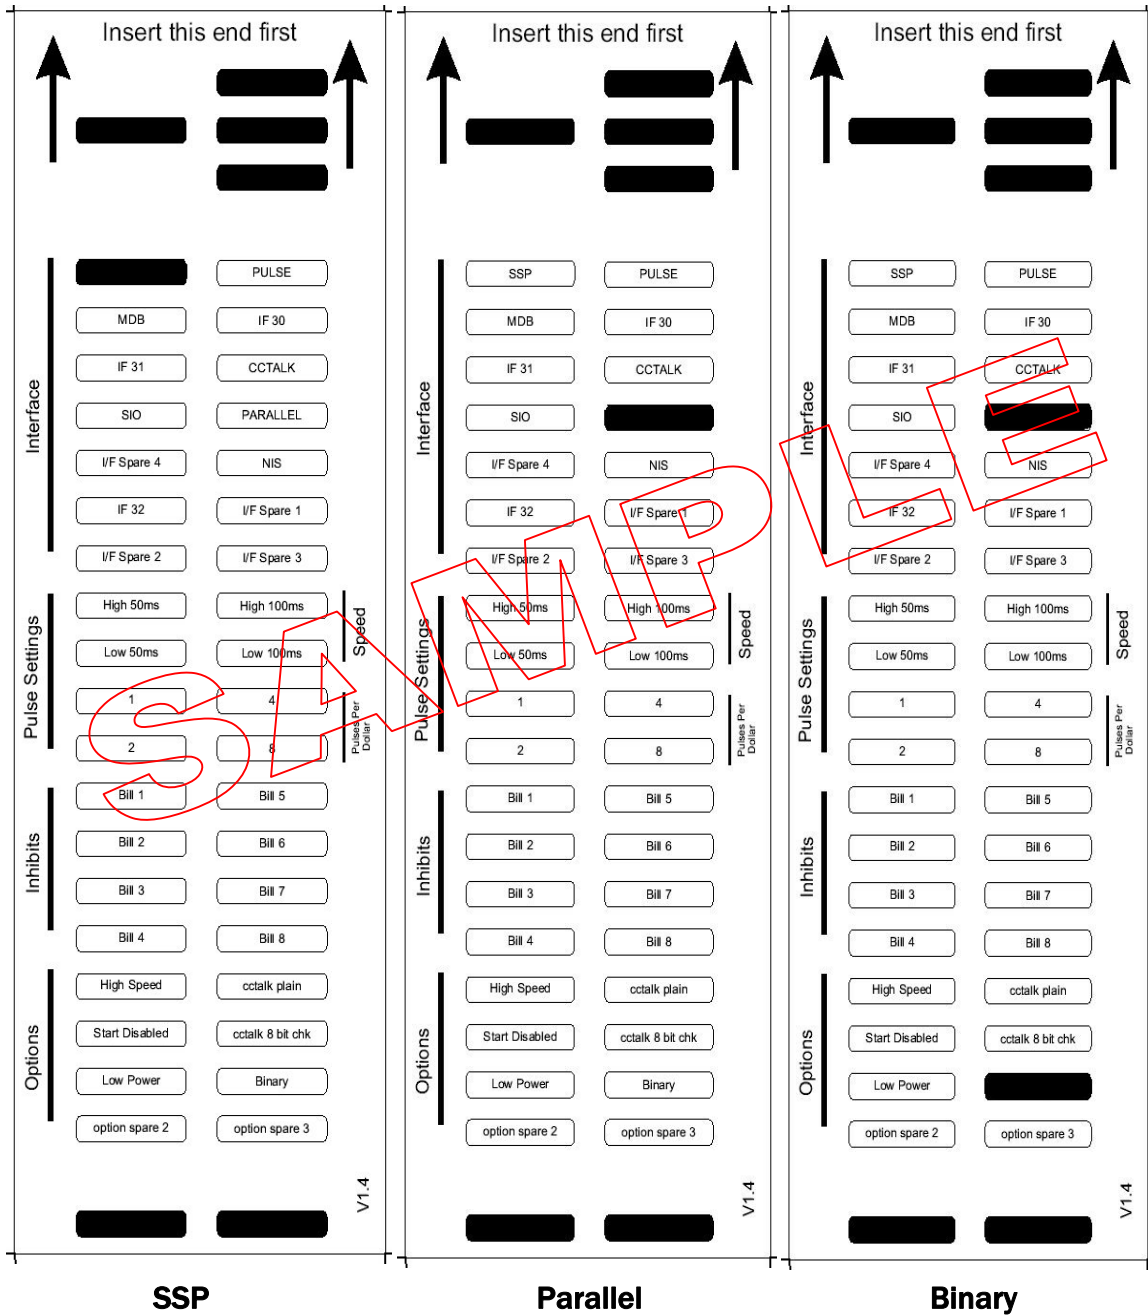 Insert this end first
PULSE
MDB
IF 30
IF 31
CCTALK
SIO
PARALLEL
I/F Spare 4
NIS
IF 32
I/F Spare 1
I/F Spare 2
I/F Spare 3
High 50ms
High 100ms
Low 50ms
Low 100ms
1
4
2
8
Bill 1
Bill 5
Bill 2
Bill 6
Bill 3
Bill 7
Bill 4
Bill 8
High Speed
cctalk plain
Start Disabled
cctalk 8 bit chk
Low Power
Binary
option spare 2
option spare 3
Interface
Pulse Settings
Speed
Pulses Per
Dollar
Inhibits
Options
V1.4
SSP
Insert this end first
SSP
PULSE
MDB
IF 30
IF 31
CCTALK
SIO
I/F Spare 4
NIS
IF 32
I/F Spare 1
I/F Spare 2
I/F Spare 3
High 50ms
High 100ms
Low 50ms
Low 100ms
1
4
2
8
Bill 1
Bill 5
Bill 2
Bill 6
Bill 3
Bill 7
Bill 4
Bill 8
High Speed
cctalk plain
Start Disabled
cctalk 8 bit chk
Low Power
Binary
option spare 2
option spare 3
Interface
Pulse Settings
Speed
Pulses Per
Dollar
Inhibits
Options
V1.4
Parallel
Insert this end first
SSP
PULSE
MDB
IF 30
IF 31
CCTALK
SIO
I/F Spare 4
NIS
IF 32
I/F Spare 1
I/F Spare 2
I/F Spare 3
High 50ms
High 100ms
Low 50ms
Low 100ms
1
4
2
8
Bill 1
Bill 5
Bill 2
Bill 6
Bill 3
Bill 7
Bill 4
Bill 8
High Speed
cctalk plain
Start Disabled
cctalk 8 bit chk
Low Power
option spare 2
option spare 3
Interface
Pulse Settings
Speed
Pulses Per
Dollar
Inhibits
Options
V1.4
Binary
SAMPLE